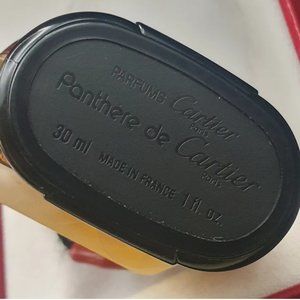 PARFUMS Cartier
Paris
Panthère de Cartier
Paris
30 ml MADE IN FRANCE 1 fl. oz.